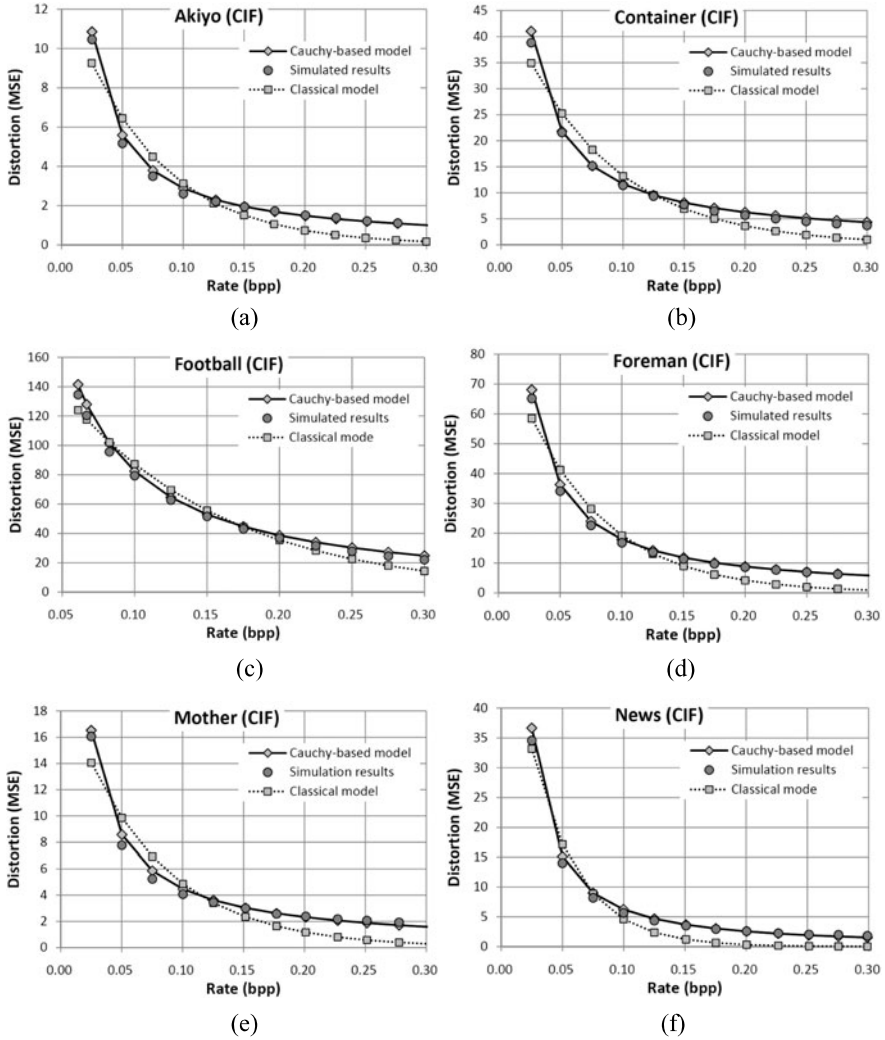 Akiyo (CIF)
Distortion (MSE)
12
10
8
6
4
2
0
Cauchy-based model
Simulated results
Classical model
0.00 0.05 0.10 0.15 0.20 0.25 0.30
Rate (bpp)
(a)
Container (CIF)
Distortion (MSE)
45
40
35
30
25
20
15
10
5
0
Cauchy-based model
Simulated results
Classical model
0.00 0.05 0.10 0.15 0.20 0.25 0.30
Rate (bpp)
(b)
Football (CIF)
Distortion (MSE)
160
140
120
100
80
60
40
20
0
Cauchy-based model
Simulated results
Classical mode
0.05 0.10 0.15 0.20 0.25 0.30
Rate (bpp)
(c)
Foreman (CIF)
Distortion (MSE)
80
70
60
50
40
30
20
10
0
Cauchy-based model
Simulated results
Classical model
0.00 0.05 0.10 0.15 0.20 0.25 0.30
Rate (bpp)
(d)
Mother (CIF)
Distortion (MSE)
18
16
14
12
10
8
6
4
2
0
Cauchy-based model
Simulation results
Classical model
0.00 0.05 0.10 0.15 0.20 0.25 0.30
Rate (bpp)
(e)
News (CIF)
Distortion (MSE)
40
35
30
25
20
15
10
5
0
Cauchy-based model
Simulation results
Classical mode
0.00 0.05 0.10 0.15 0.20 0.25 0.30
Rate (bpp)
(f)